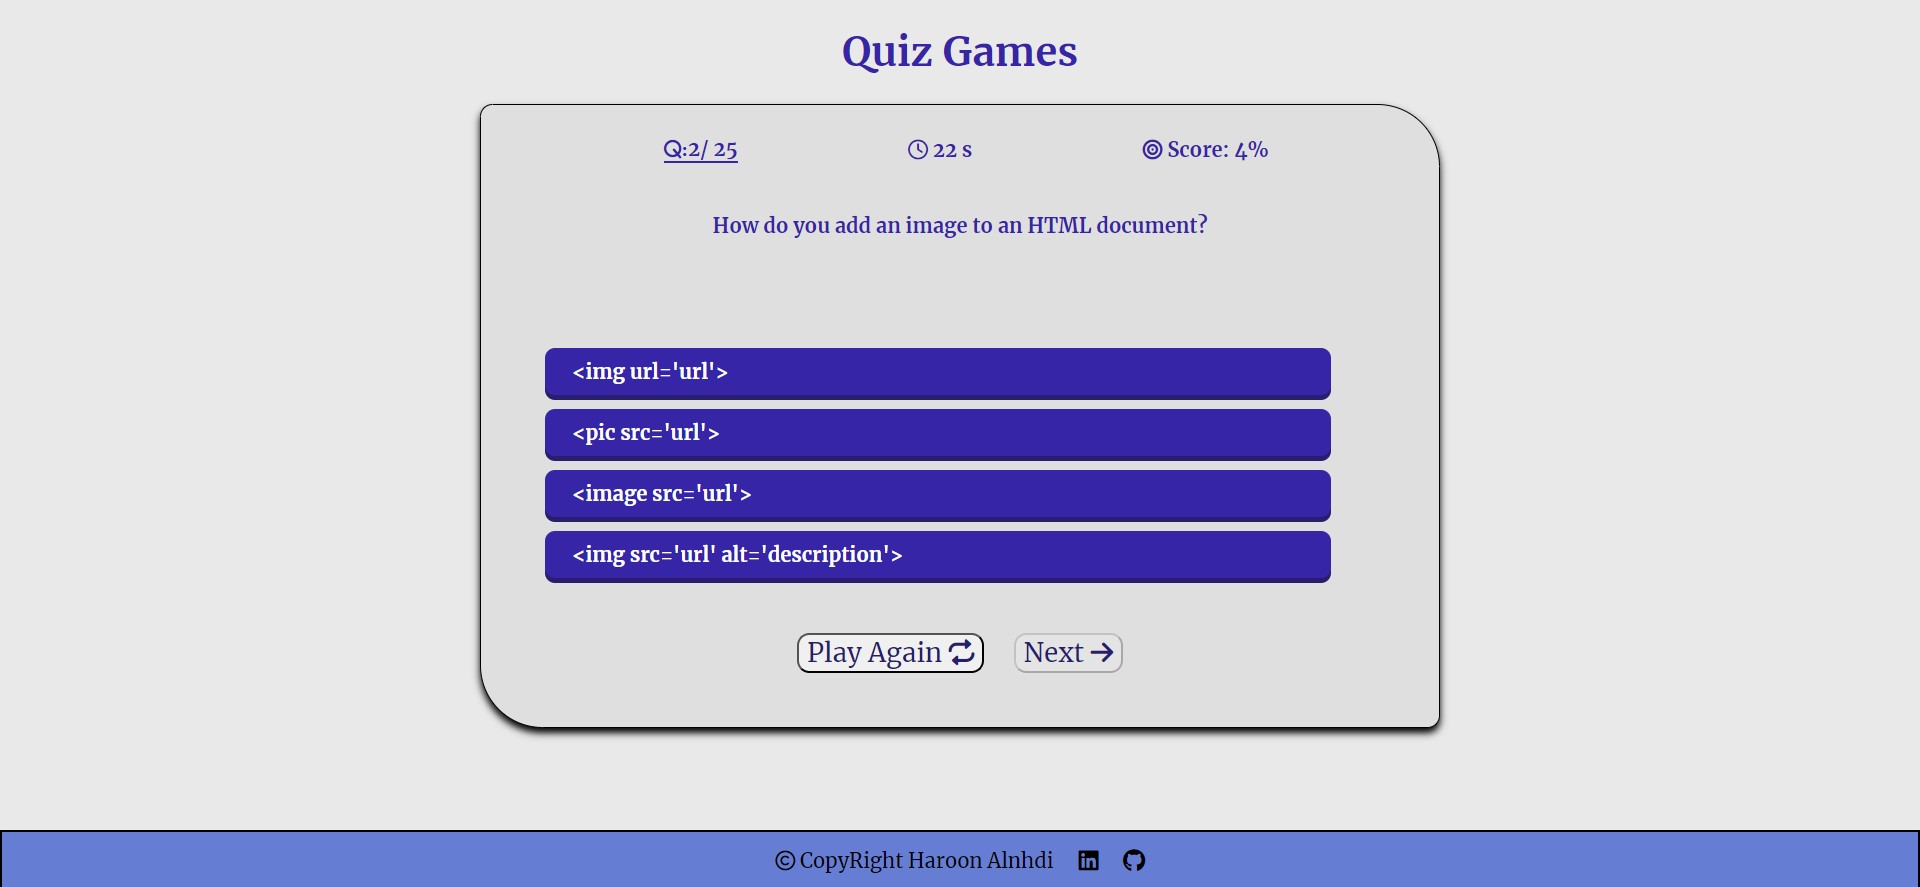 Quiz Games
Q:2/ 25
22 s
Score: 4%
How do you add an image to an HTML document?
<img url='url'>
<pic src='url'>
<image src='url'>
<img src='url' alt='description'>
Play Again
Next
© CopyRight Haroon Alnhdi